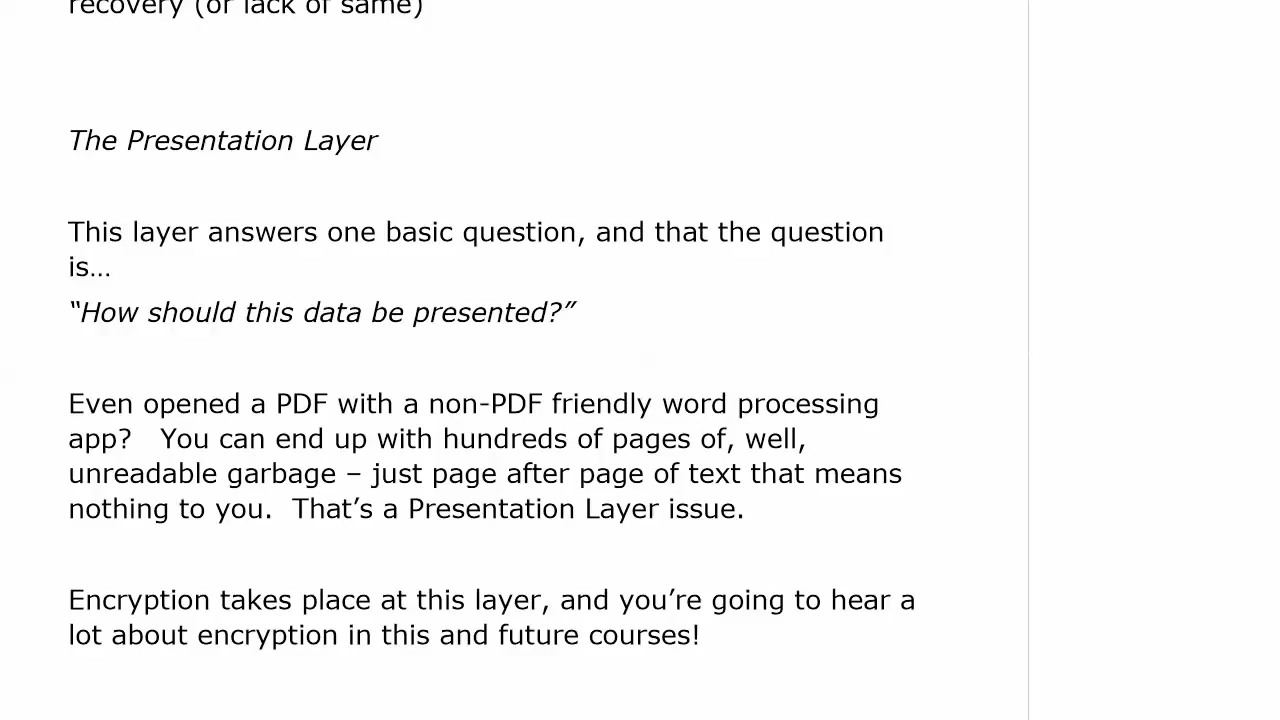 recovery (or lack of same)
The Presentation Layer
This layer answers one basic question, and that the question
is…
“How should this data be presented?”
Even opened a PDF with a non-PDF friendly word processing
app?   You can end up with hundreds of pages of, well,
unreadable garbage – just page after page of text that means
nothing to you.  That’s a Presentation Layer issue.
Encryption takes place at this layer, and you’re going to hear a
lot about encryption in this and future courses!